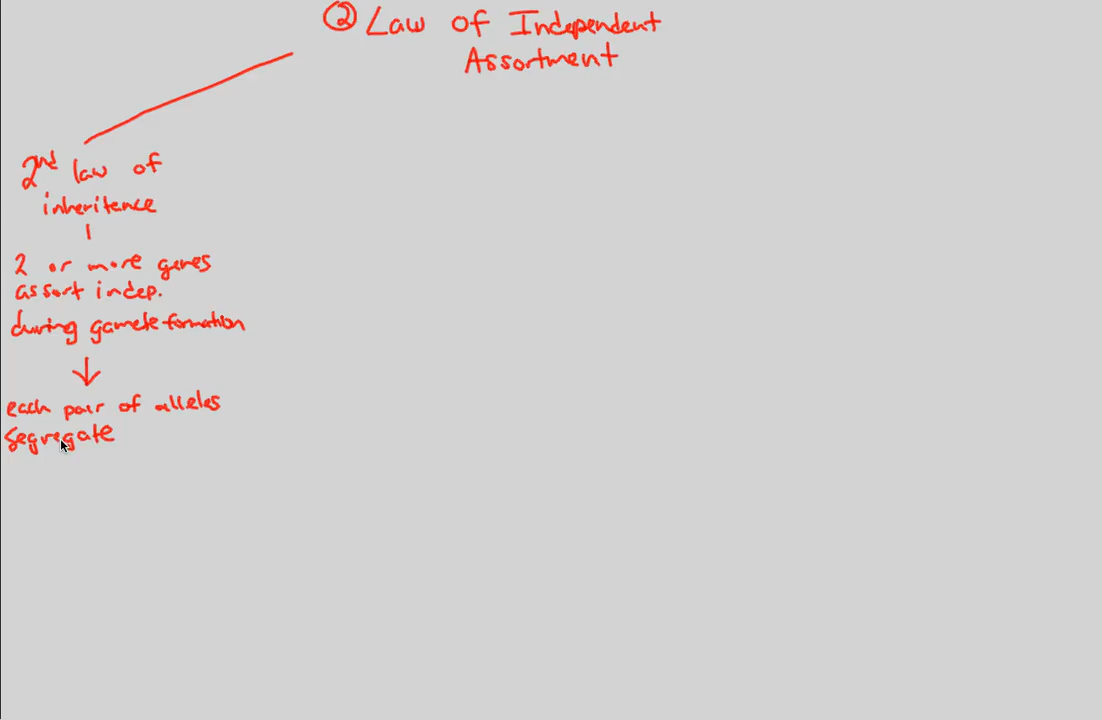 ② Law of Independent
Assortment
2nd law of
inheritence
2 or more genes
assort indep.
during gamete formation
each pair of alleles
segregate